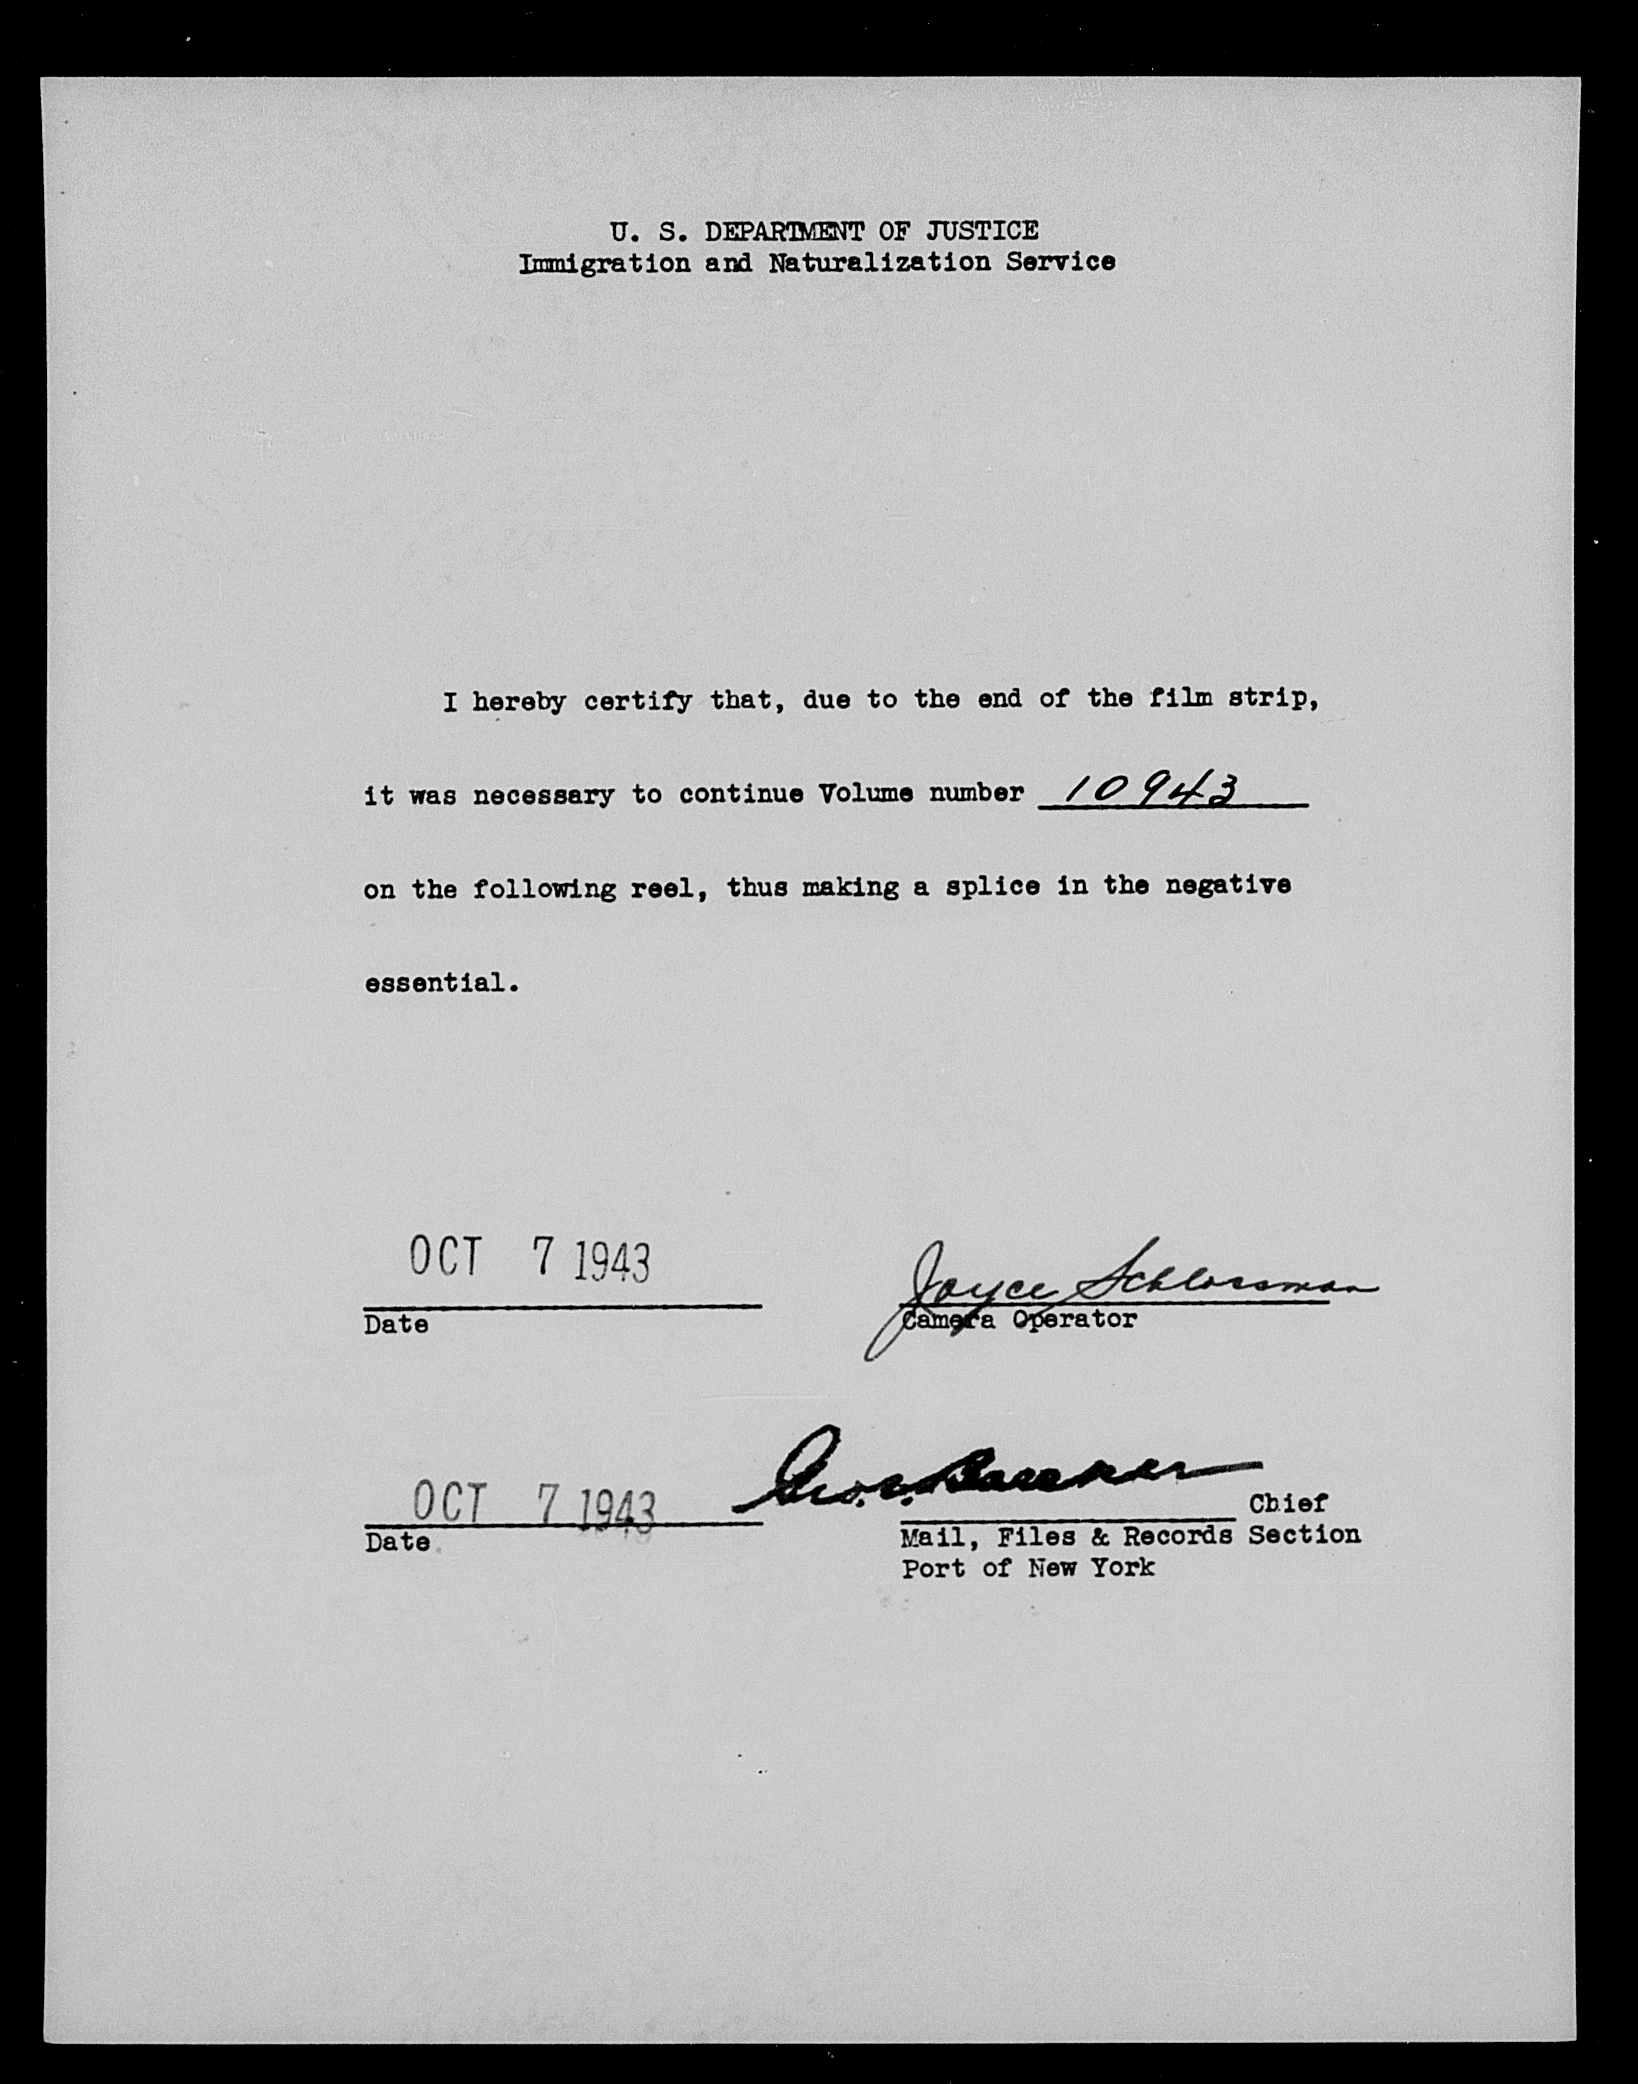 U. S. DEPARTMENT OF JUSTICE
Immigration and Naturalization Service
I hereby certify that, due to the end of the film strip,
it was necessary to continue Volume number 10943
on the following reel, thus making a splice in the negative
essential.
OCT 7 1943
Joyce Schlossman
Date
Camera Operator
OCT 7 1943
Geo.
Chief
Date
Mail, Files & Records Section
Port of New York